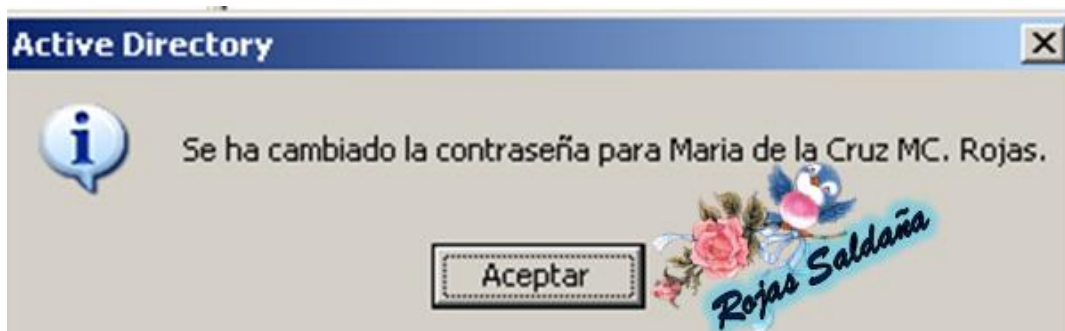 Active Directory
Se ha cambiado la contraseña para Maria de la Cruz MC. Rojas.
Aceptar
Rojas Saldaña